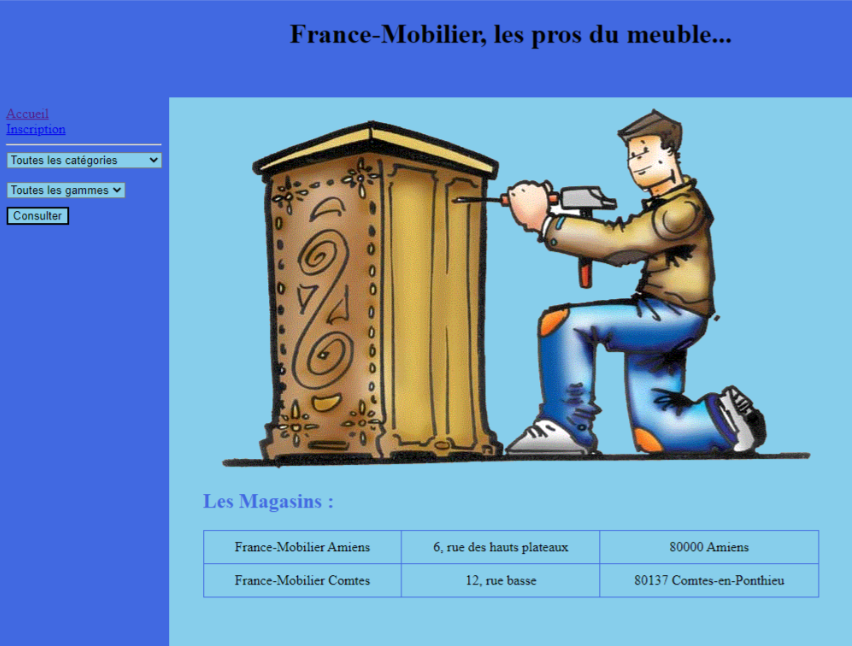 France-Mobilier, les pros du meuble...
Accueil
Inscription
Toutes les catégories
Toutes les gammes
Consulter
Les Magasins :
France-Mobilier Amiens 6, rue des hauts plateaux 80000 Amiens
France-Mobilier Comtes 12, rue basse 80137 Comtes-en-Ponthieu